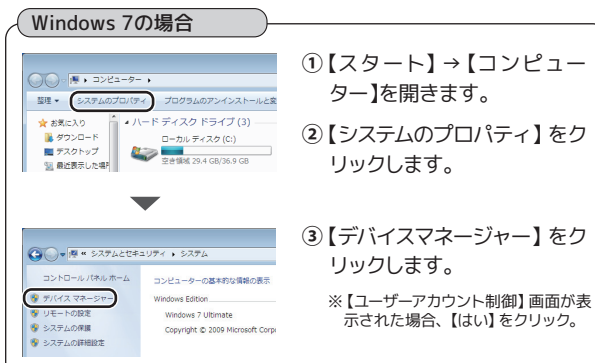 Windows 7の場合
コンピューター
整理 システムのプロパティ プログラムのアンインストールと変
お気に入り
ダウンロード
デスクトップ
最近表示した場所
ハード ディスク ドライブ (3)
ローカル ディスク (C:)
空き領域 29.4 GB/36.9 GB
①【スタート】→【コンピュー
ター】を開きます。
②【システムのプロパティ】をク
リックします。
« システムとセキュリティ システム
コントロール パネル ホーム
デバイス マネージャー
リモートの設定
システムの保護
システムの詳細設定
コンピューターの基本的な情報の表示
Windows Edition
Windows 7 Ultimate
Copyright © 2009 Microsoft Corp
③【デバイスマネージャー】をク
リックします。
※【ユーザーアカウント制御】画面が表
示された場合、【はい】をクリック。